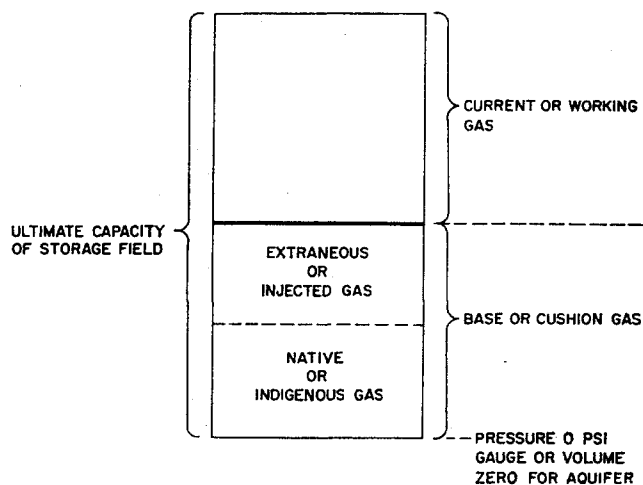 CURRENT OR WORKING
GAS
ULTIMATE CAPACITY
OF STORAGE FIELD
EXTRANEOUS
OR
INJECTED GAS
BASE OR CUSHION GAS
NATIVE
OR
INDIGENOUS GAS
PRESSURE O PSI
GAUGE OR VOLUME
ZERO FOR AQUIFER